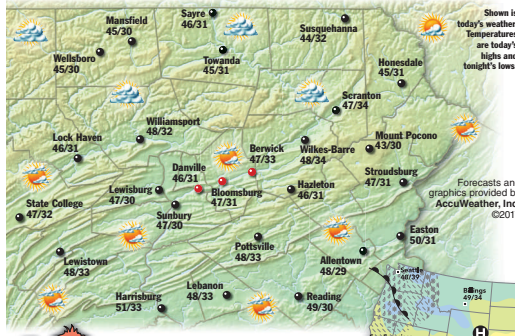 Sayre
46/31
Mansfield
45/30
Susquehanna
44/32
Shown is
today's weather.
Temperatures
are today's
highs and
tonight's lows.
Wellsboro
45/30
Towanda
45/31
Honesdale
45/31
Scranton
47/34
Williamsport
48/32
Lock Haven
46/31
Mount Pocono
43/30
Berwick
47/33
Wilkes-Barre
48/34
Danville
46/31
Stroudsburg
47/31
Lewisburg
47/30
Bloomsburg
47/31
Hazleton
46/31
Forecasts an
graphics provided b
AccuWeather, Inc
©201
State College
47/32
Sunbury
47/30
Easton
50/31
Pottsville
48/33
Allentown
48/29
Lewistown
48/33
Seattle
48/39
Billings
49/34
Lebanon
48/33
Harrisburg
51/33
Reading
49/30
H